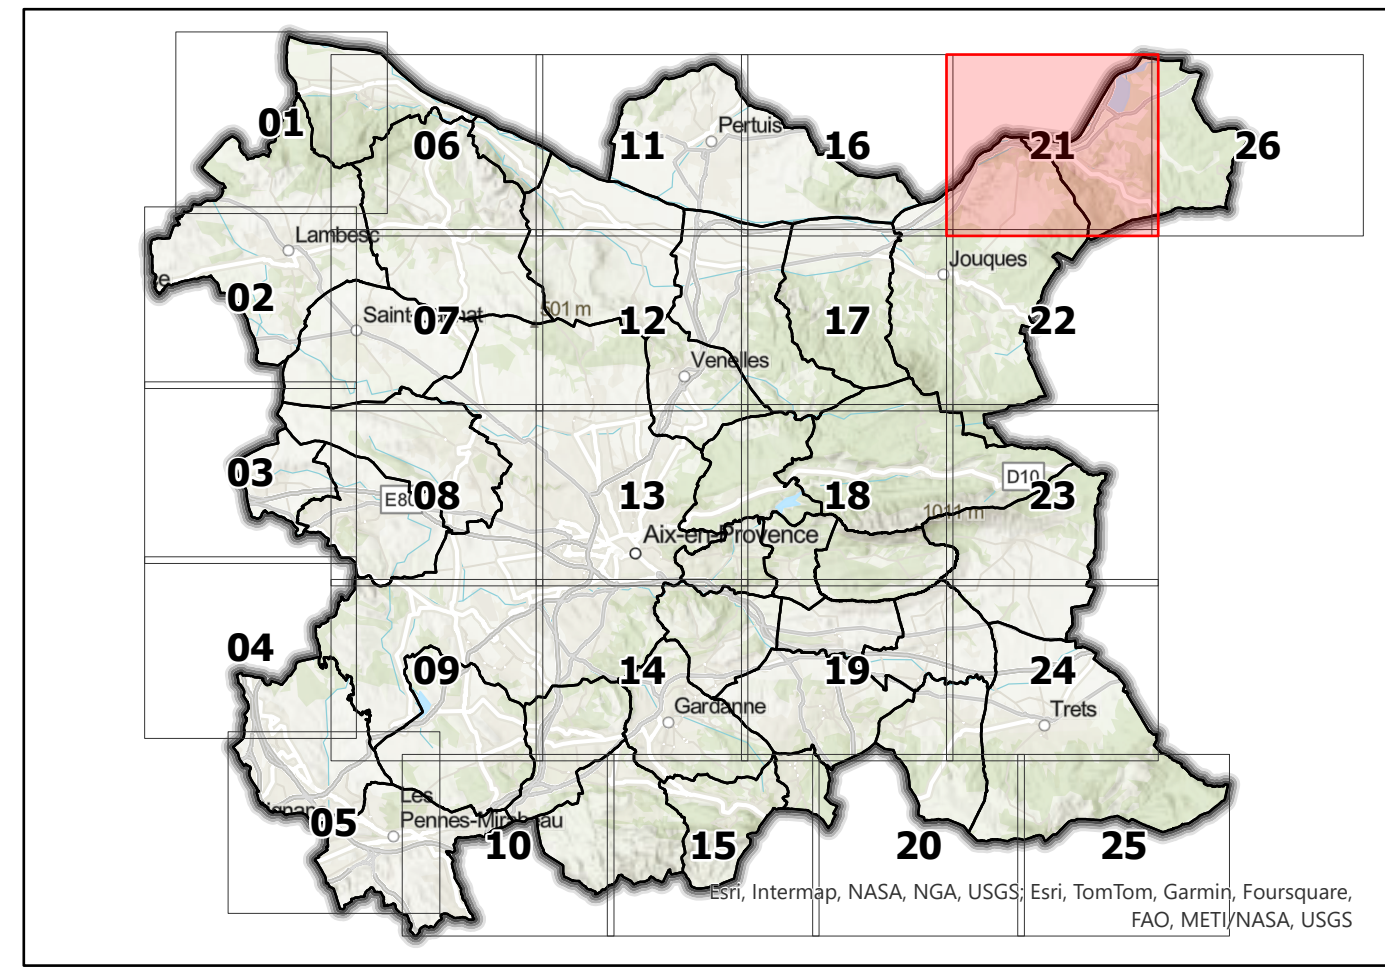 01
06
11
Pertuis
16
21
26
Lambesc
Jouques
02
07
501 m
12
17
22
Venelles
03
E80
08
13
18
D10
23
1011 m
Aix-en-Provence
04
09
14
19
24
Gardanne
Trets
Les
Pennes-Mirabeau
05
10
15
20
25
Esri, Intermap, NASA, NGA, USGS; Esri, TomTom, Garmin, Foursquare,
FAO, METI/NASA, USGS